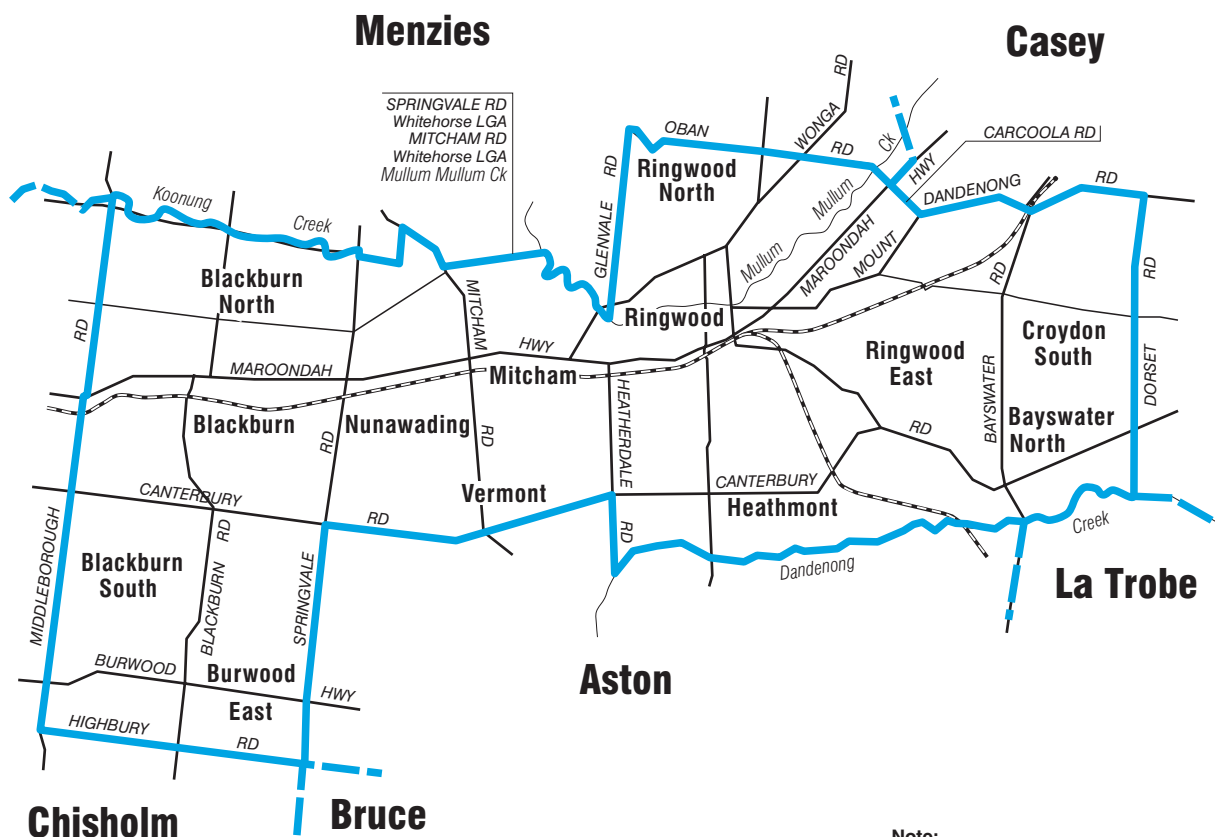 Menzies
Casey
SPRINGVALE RD
Whitehorse LGA
MITCHAM RD
Whitehorse LGA
Mullum Mullum Ck
OBAN
RD
WONGA
RD
Ck
HWY
CARCOOLA RD
Ringwood
North
GLENVALE
RD
Mullum
Mullum
MAROONDAH
MOUNT
DANDENONG
RD
Koonung
Creek
Blackburn
North
MITCHAM
RD
Ringwood
RD
RD
RD
Croydon
South
MAROONDAH
HWY
Mitcham
Ringwood
East
BAYSWATER
DORSET
Blackburn
Nunawading
RD
HEATHERDALE
RD
Bayswater
North
CANTERBURY
RD
Vermont
CANTERBURY
RD
Heathmont
RD
Creek
Dandenong
MIDDLEBOROUGH
Blackburn
South
BLACKBURN
SPRINGVALE
La Trobe
BURWOOD
Burwood
East
HWY
Aston
HIGHBURY
RD
Chisholm
Bruce
Note: